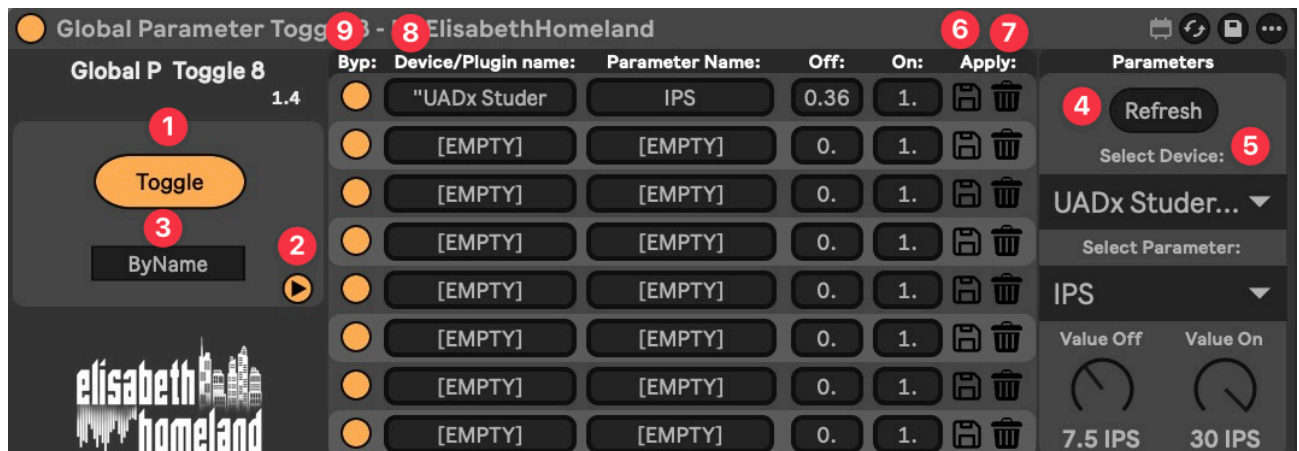 Global Parameter Togg 9 3 - 8 ElisabethHomeland
6 7
Global P Toggle 8
1.4
1
Toggle
3
ByName
2
elisabeth
homeland
Byp: Device/Plugin name: Parameter Name: Off: On: Apply:
"UADx Studer IPS 0.36 1.
[EMPTY] [EMPTY] 0. 1.
[EMPTY] [EMPTY] 0. 1.
[EMPTY] [EMPTY] 0. 1.
[EMPTY] [EMPTY] 0. 1.
[EMPTY] [EMPTY] 0. 1.
[EMPTY] [EMPTY] 0. 1.
[EMPTY] [EMPTY] 0. 1.
Parameters
4 Refresh
Select Device: 5
UADx Studer...
Select Parameter:
IPS
Value Off Value On
7.5 IPS 30 IPS